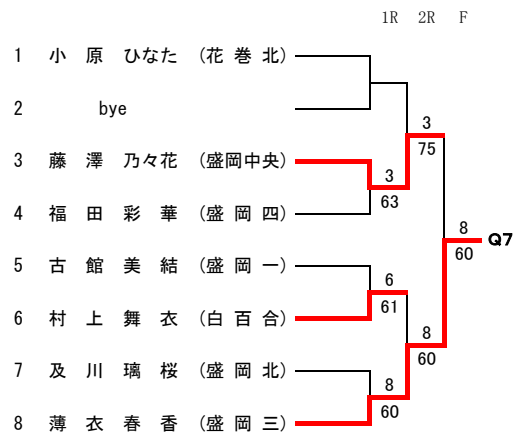 1R 2R F
1 小 原 ひなた (花 巻 北)
2 bye
3
3 藤 澤 乃々花 (盛岡中央)
75
3
63
4 福 田 彩 華 (盛 岡 四)
8
Q7
60
5 古 館 美 結 (盛 岡 一)
6
61
6 村 上 舞 衣 (白 百 合)
8
60
7 及 川 璃 桜 (盛 岡 北)
8
60
8 薄 衣 春 香 (盛 岡 三)